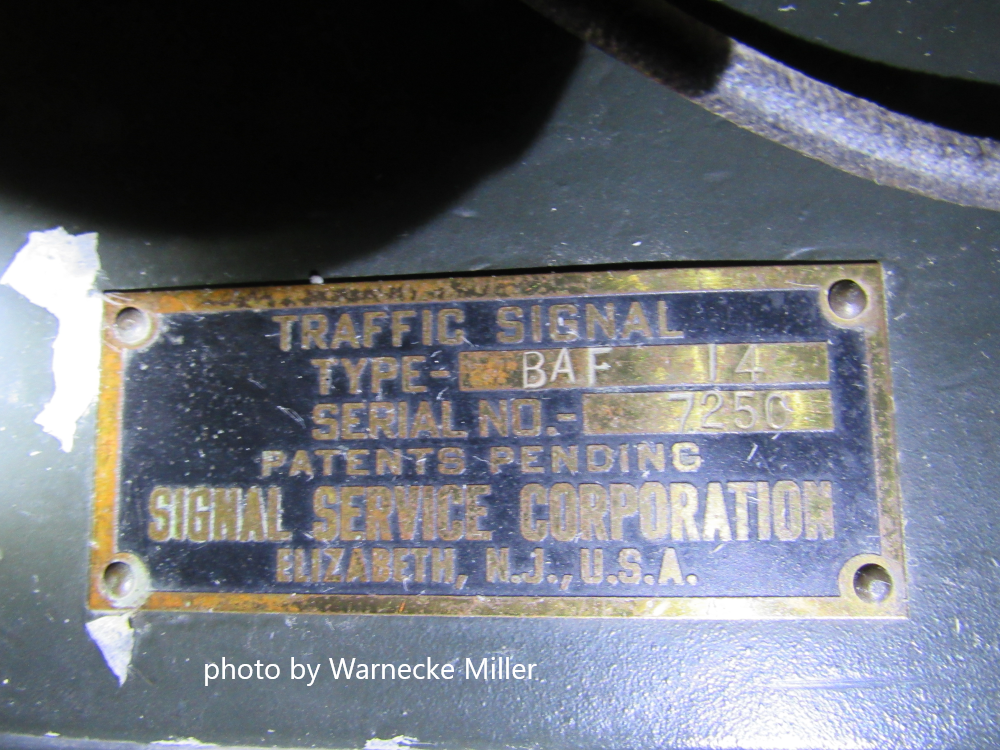 TRAFFIC SIGNAL
TYPE- BAF 14
SERIAL NO.- 7250
PATENTS PENDING
SIGNAL SERVICE CORPORATION
ELIZABETH, N.J., U.S.A.
photo by Warnecke Miller